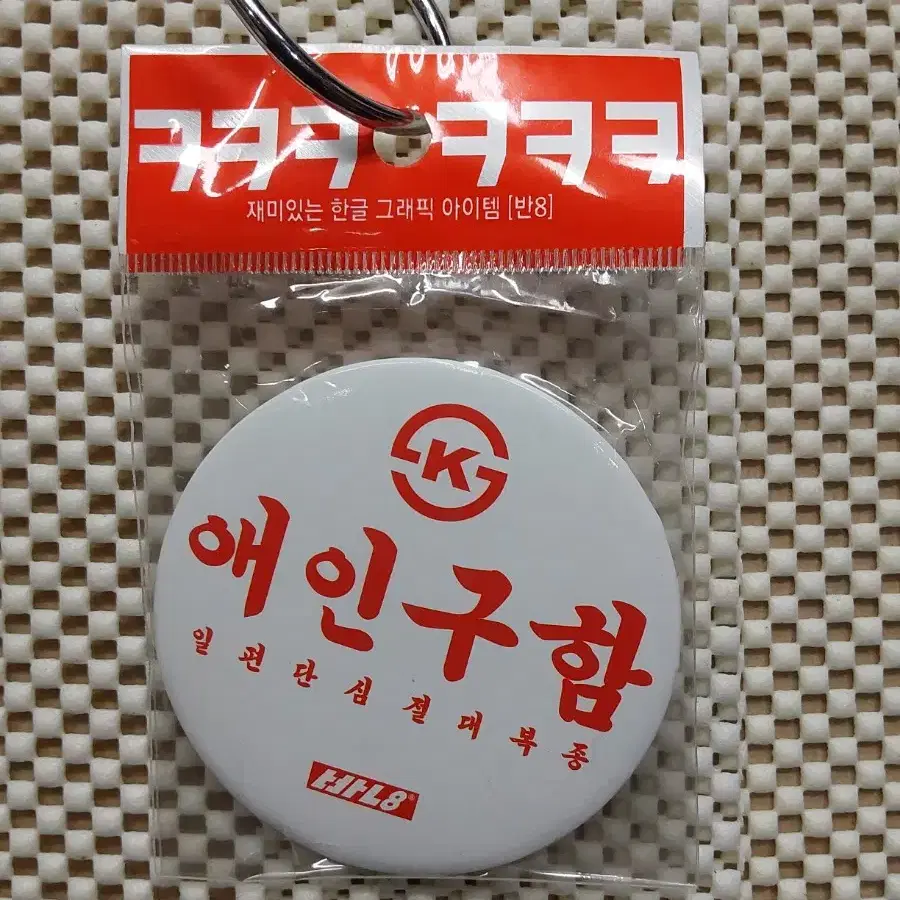 ㅋㅋㅋ ㅋㅋㅋ
재미있는 한글 그래픽 아이템 [반8]
K
애인구함
일편단심절대복종
반8®